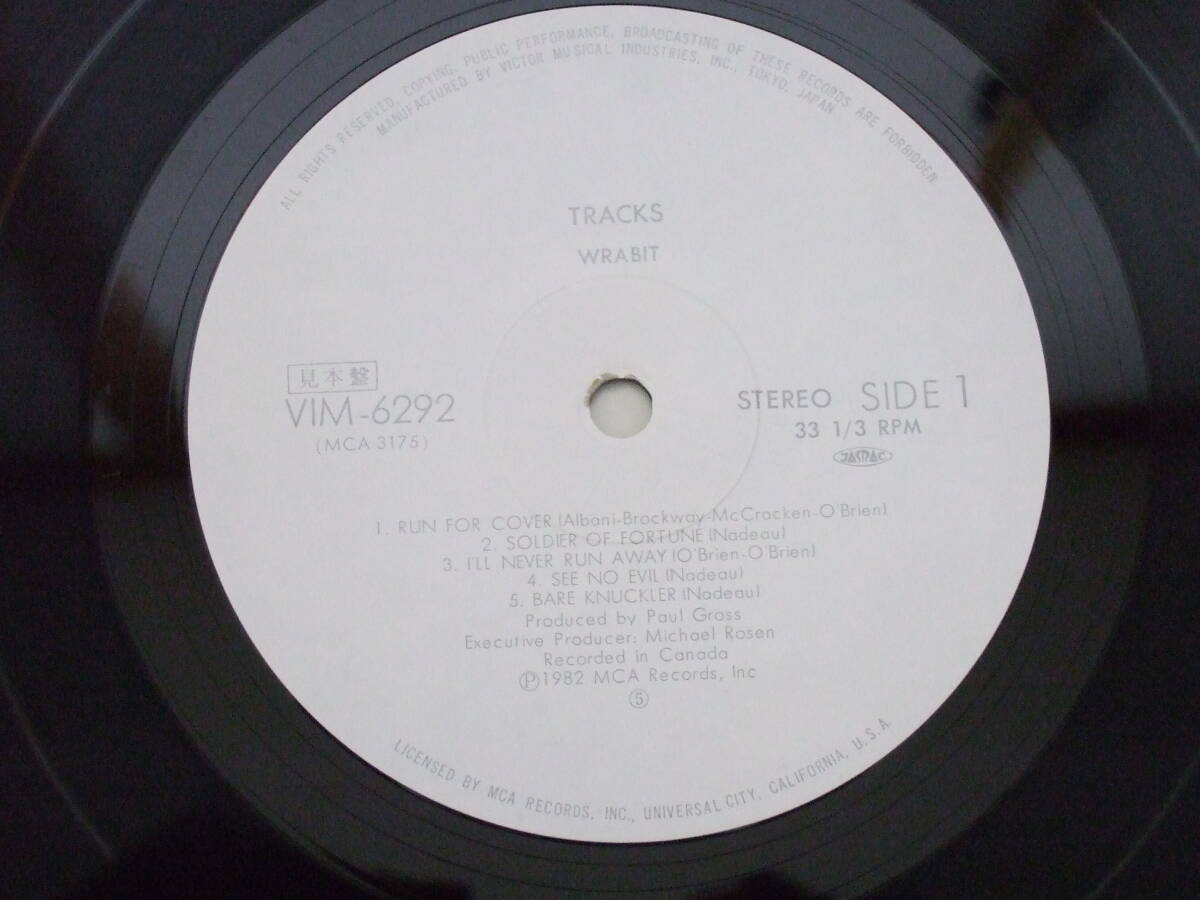 ALL RIGHTS RESERVED, COPYING, PUBLIC PERFORMANCE, BROADCASTING OF THESE RECORDS ARE FORBIDDEN
MANUFACTURED BY VICTOR MUSICAL INDUSTRIES, INC., TOKYO, JAPAN
TRACKS
WRABIT
見本盤
VIM-6292
(MCA 3175)
STEREO SIDE 1
33 1/3 RPM
JASRAC
1. RUN FOR COVER (Albani-Brockway-McCracken-O'Brien)
2. SOLDIER OF FORTUNE (Nadeau)
3. I'LL NEVER RUN AWAY (O'Brien-O'Brien)
4. SEE NO EVIL (Nadeau)
5. BARE KNUCKLER (Nadeau)
Produced by Paul Gross
Executive Producer: Michael Rosen
Recorded in Canada
Ⓟ1982 MCA Records, Inc
⑤
LICENSED BY MCA RECORDS, INC., UNIVERSAL CITY, CALIFORNIA, U.S.A.